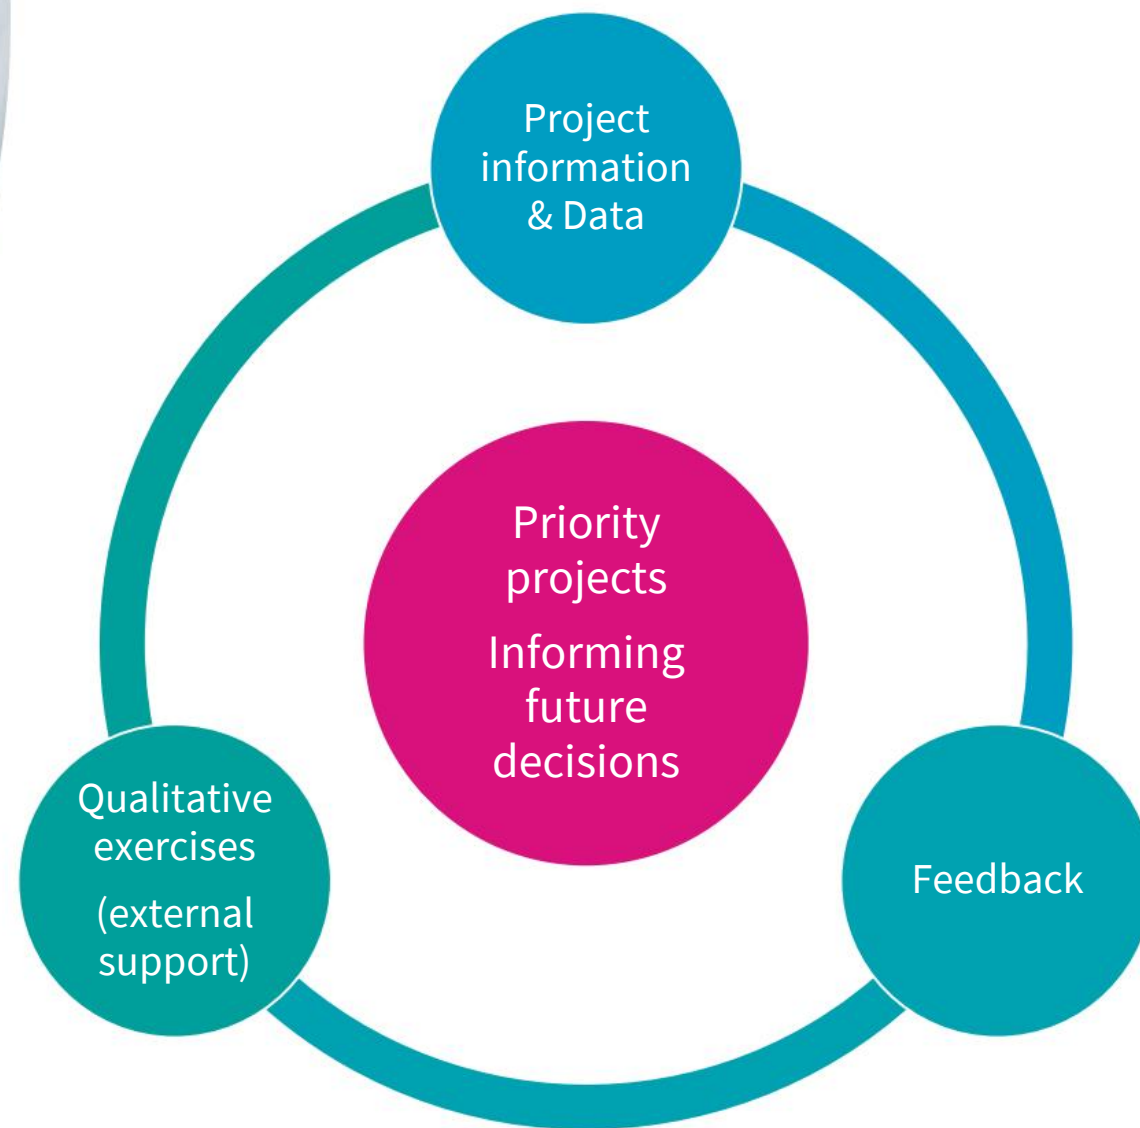 Project
information
& Data
Priority
projects
Informing
future
decisions
Qualitative
exercises
(external
support)
Feedback